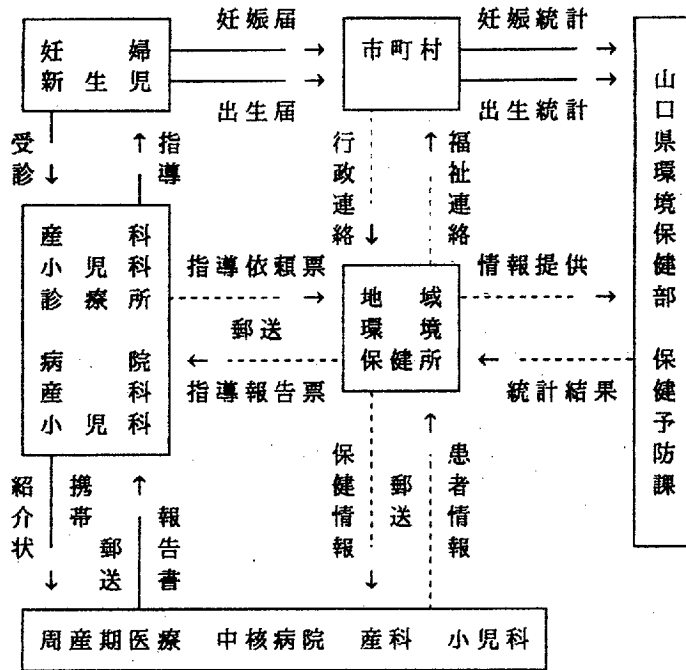 妊婦
新生児
妊娠届
→
→
出生届
市町村
妊娠統計
→
→
出生統計
山口県環境保健部 保健予防課
受診
↓
↑
指導
行政連絡
↓
↑
福祉連絡
産科
小児科
診療所
病院
産科
小児科
指導依頼票
→
郵送
←
指導報告票
地域
環境
保健所
情報提供
→
←
統計結果
紹介状
↓
携帯
郵送
↑
報告書
保健情報
↓
郵送
↑
患者情報
周産期医療 中核病院 産科 小児科